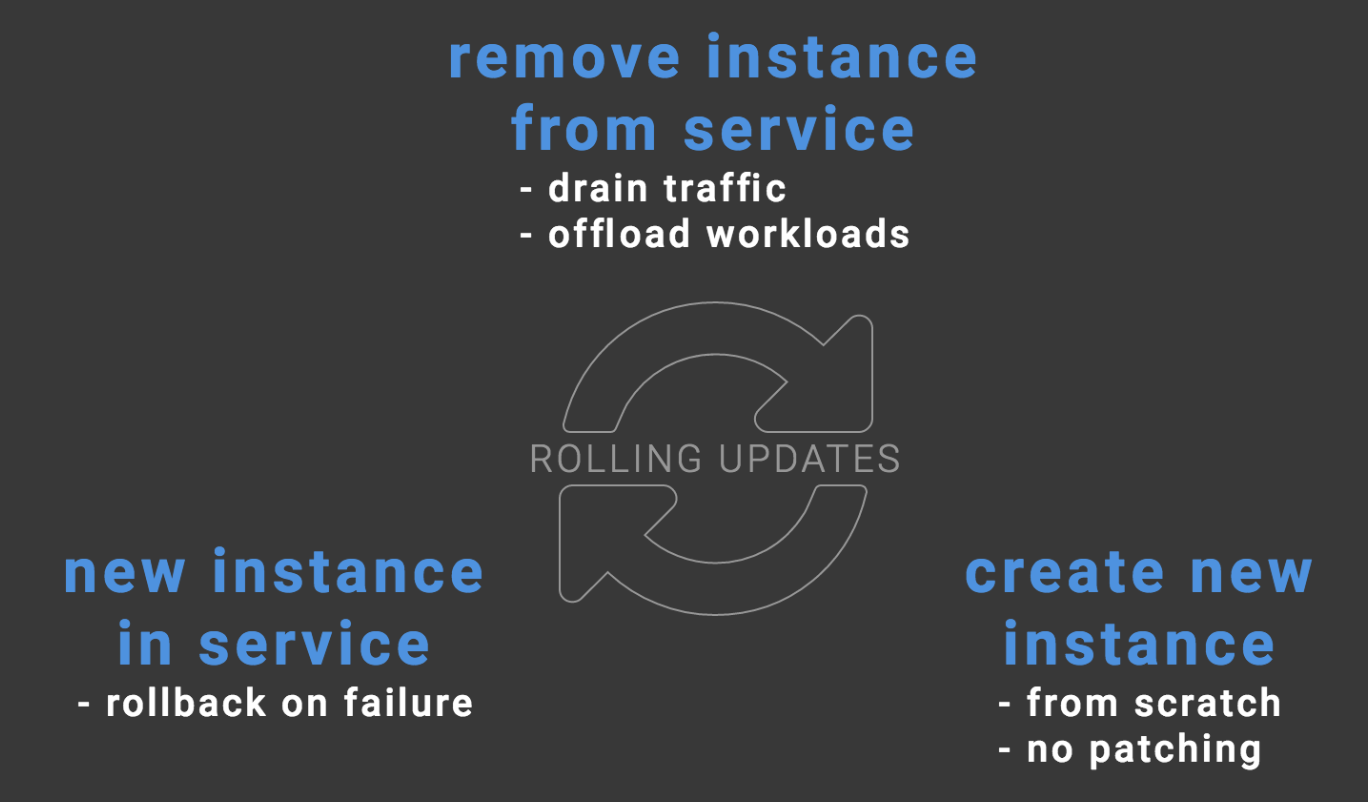 remove instance
from service
- drain traffic
- offload workloads
ROLLING UPDATES
new instance
in service
- rollback on failure
create new
instance
- from scratch
- no patching